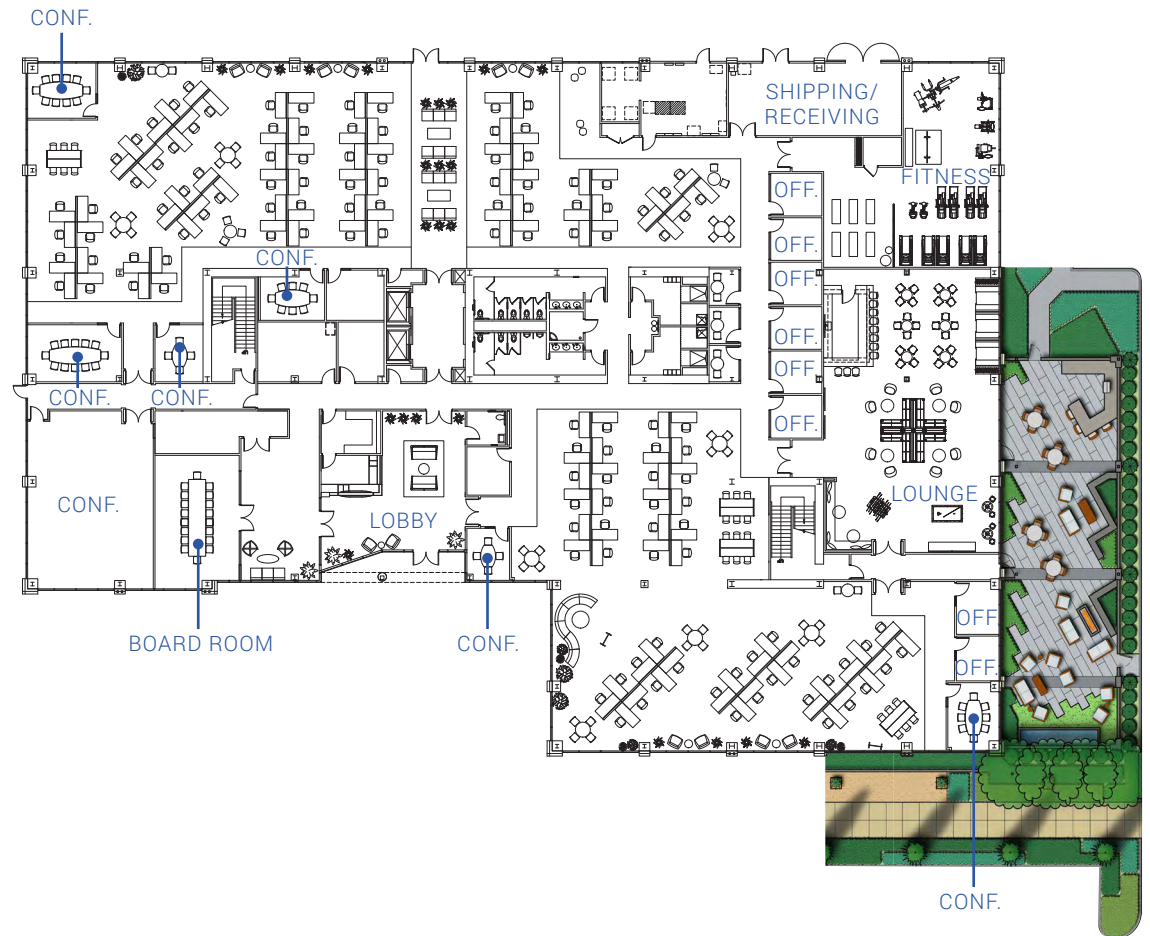 CONF.
SHIPPING/
RECEIVING
FITNESS
OFF.
OFF.
CONF.
OFF.
OFF.
OFF.
CONF.
CONF.
OFF.
CONF.
LOUNGE
LOBBY
OFF.
BOARD ROOM
CONF.
OFF.
CONF.